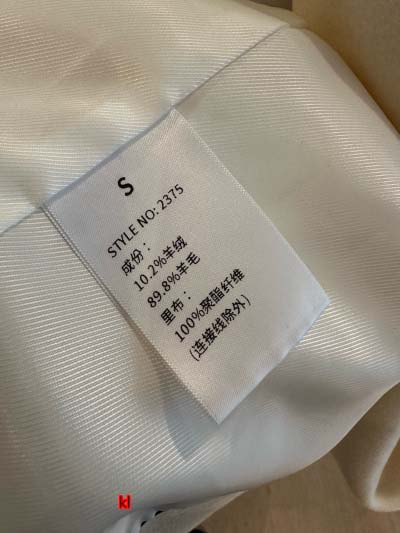 S
STYLE NO: 2375
成份：
10.2%羊绒
89.8%羊毛
里布：
100%聚酯纤维
(连接线除外)
kl